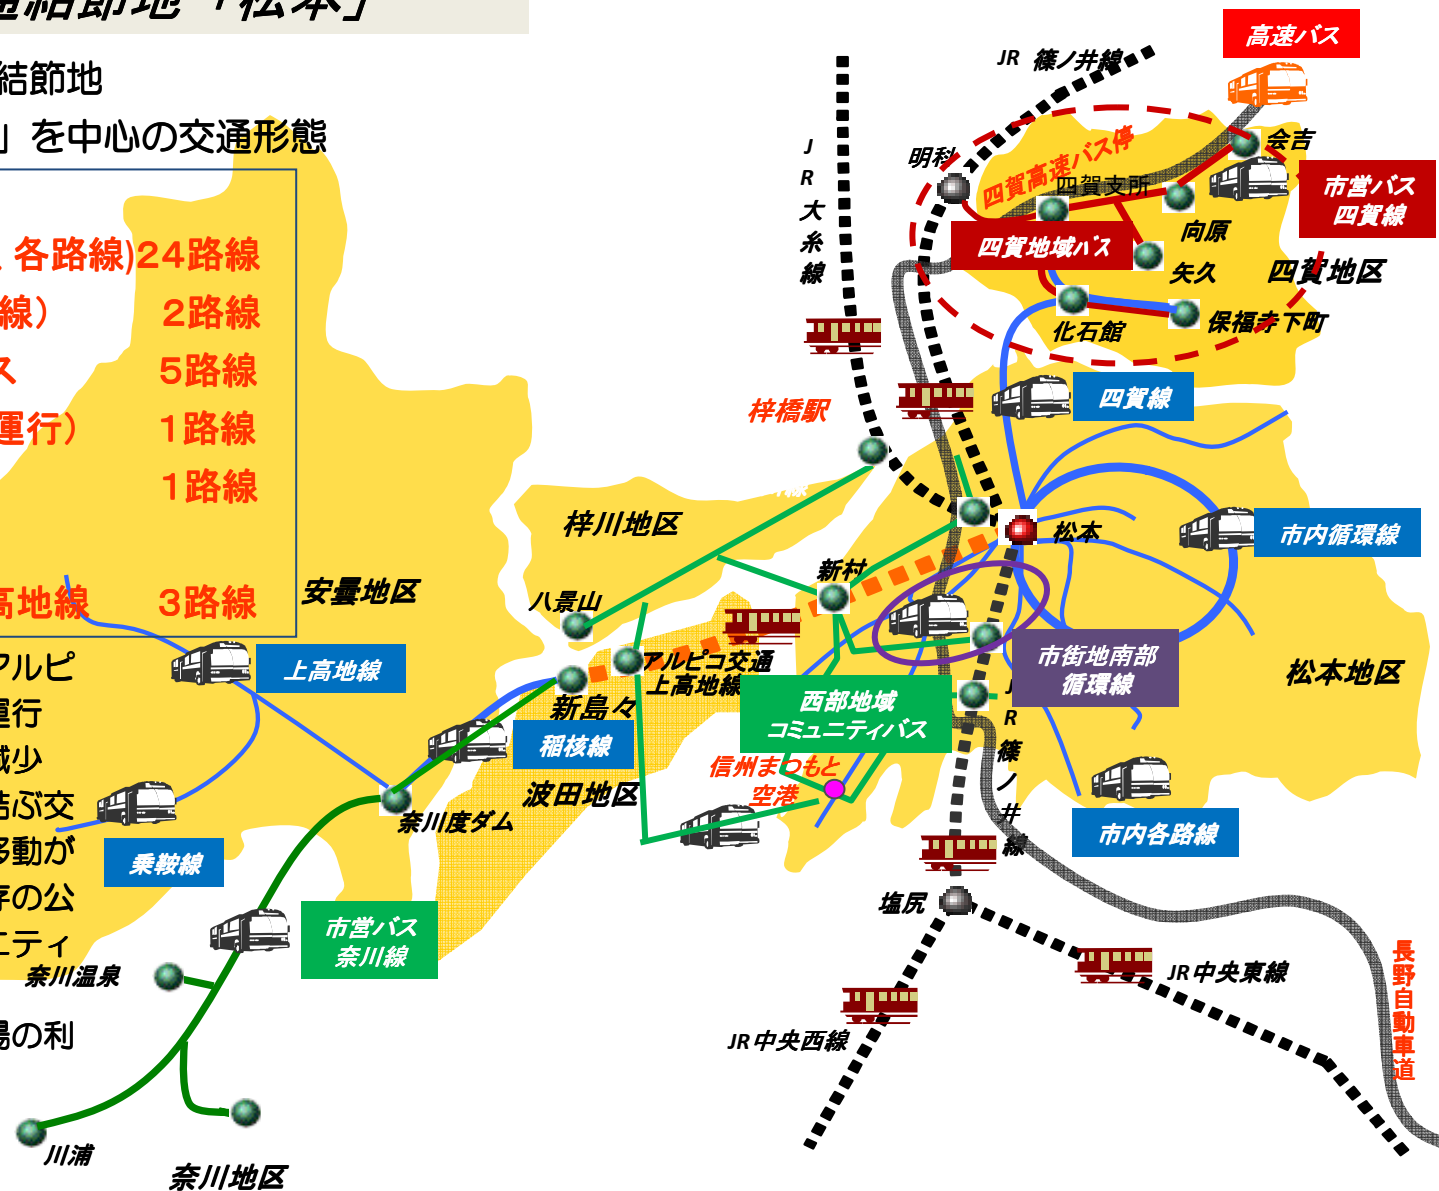 通結節地「松本」
結節地
」を中心の交通形態
各路線)24路線
線） 2路線
ス 5路線
運行） 1路線
1路線
高地線 3路線
アルピ
運行
減少
結ぶ交
移動が
存の公
ニティ
場の利
高速バス
JR 篠ノ井線
会吉
明科
四賀高速バス停
四賀支所
市営バス
四賀線
向原
四賀地域バス
矢久
四賀地区
JR大糸線
化石館
保福寺下町
四賀線
梓橋駅
線
梓川地区
松本
市内循環線
新村
安曇地区
八景山
アルピコ交通
上高地線
上高地線
市街地南部
循環線
松本地区
新島々
西部地域
コミュニティバス
JR篠ノ井線
稲核線
信州まつもと
空港
波田地区
奈川度ダム
市内各路線
乗鞍線
塩尻
市営バス
奈川線
奈川温泉
JR中央東線
長野自動車道
JR中央西線
川浦
奈川地区